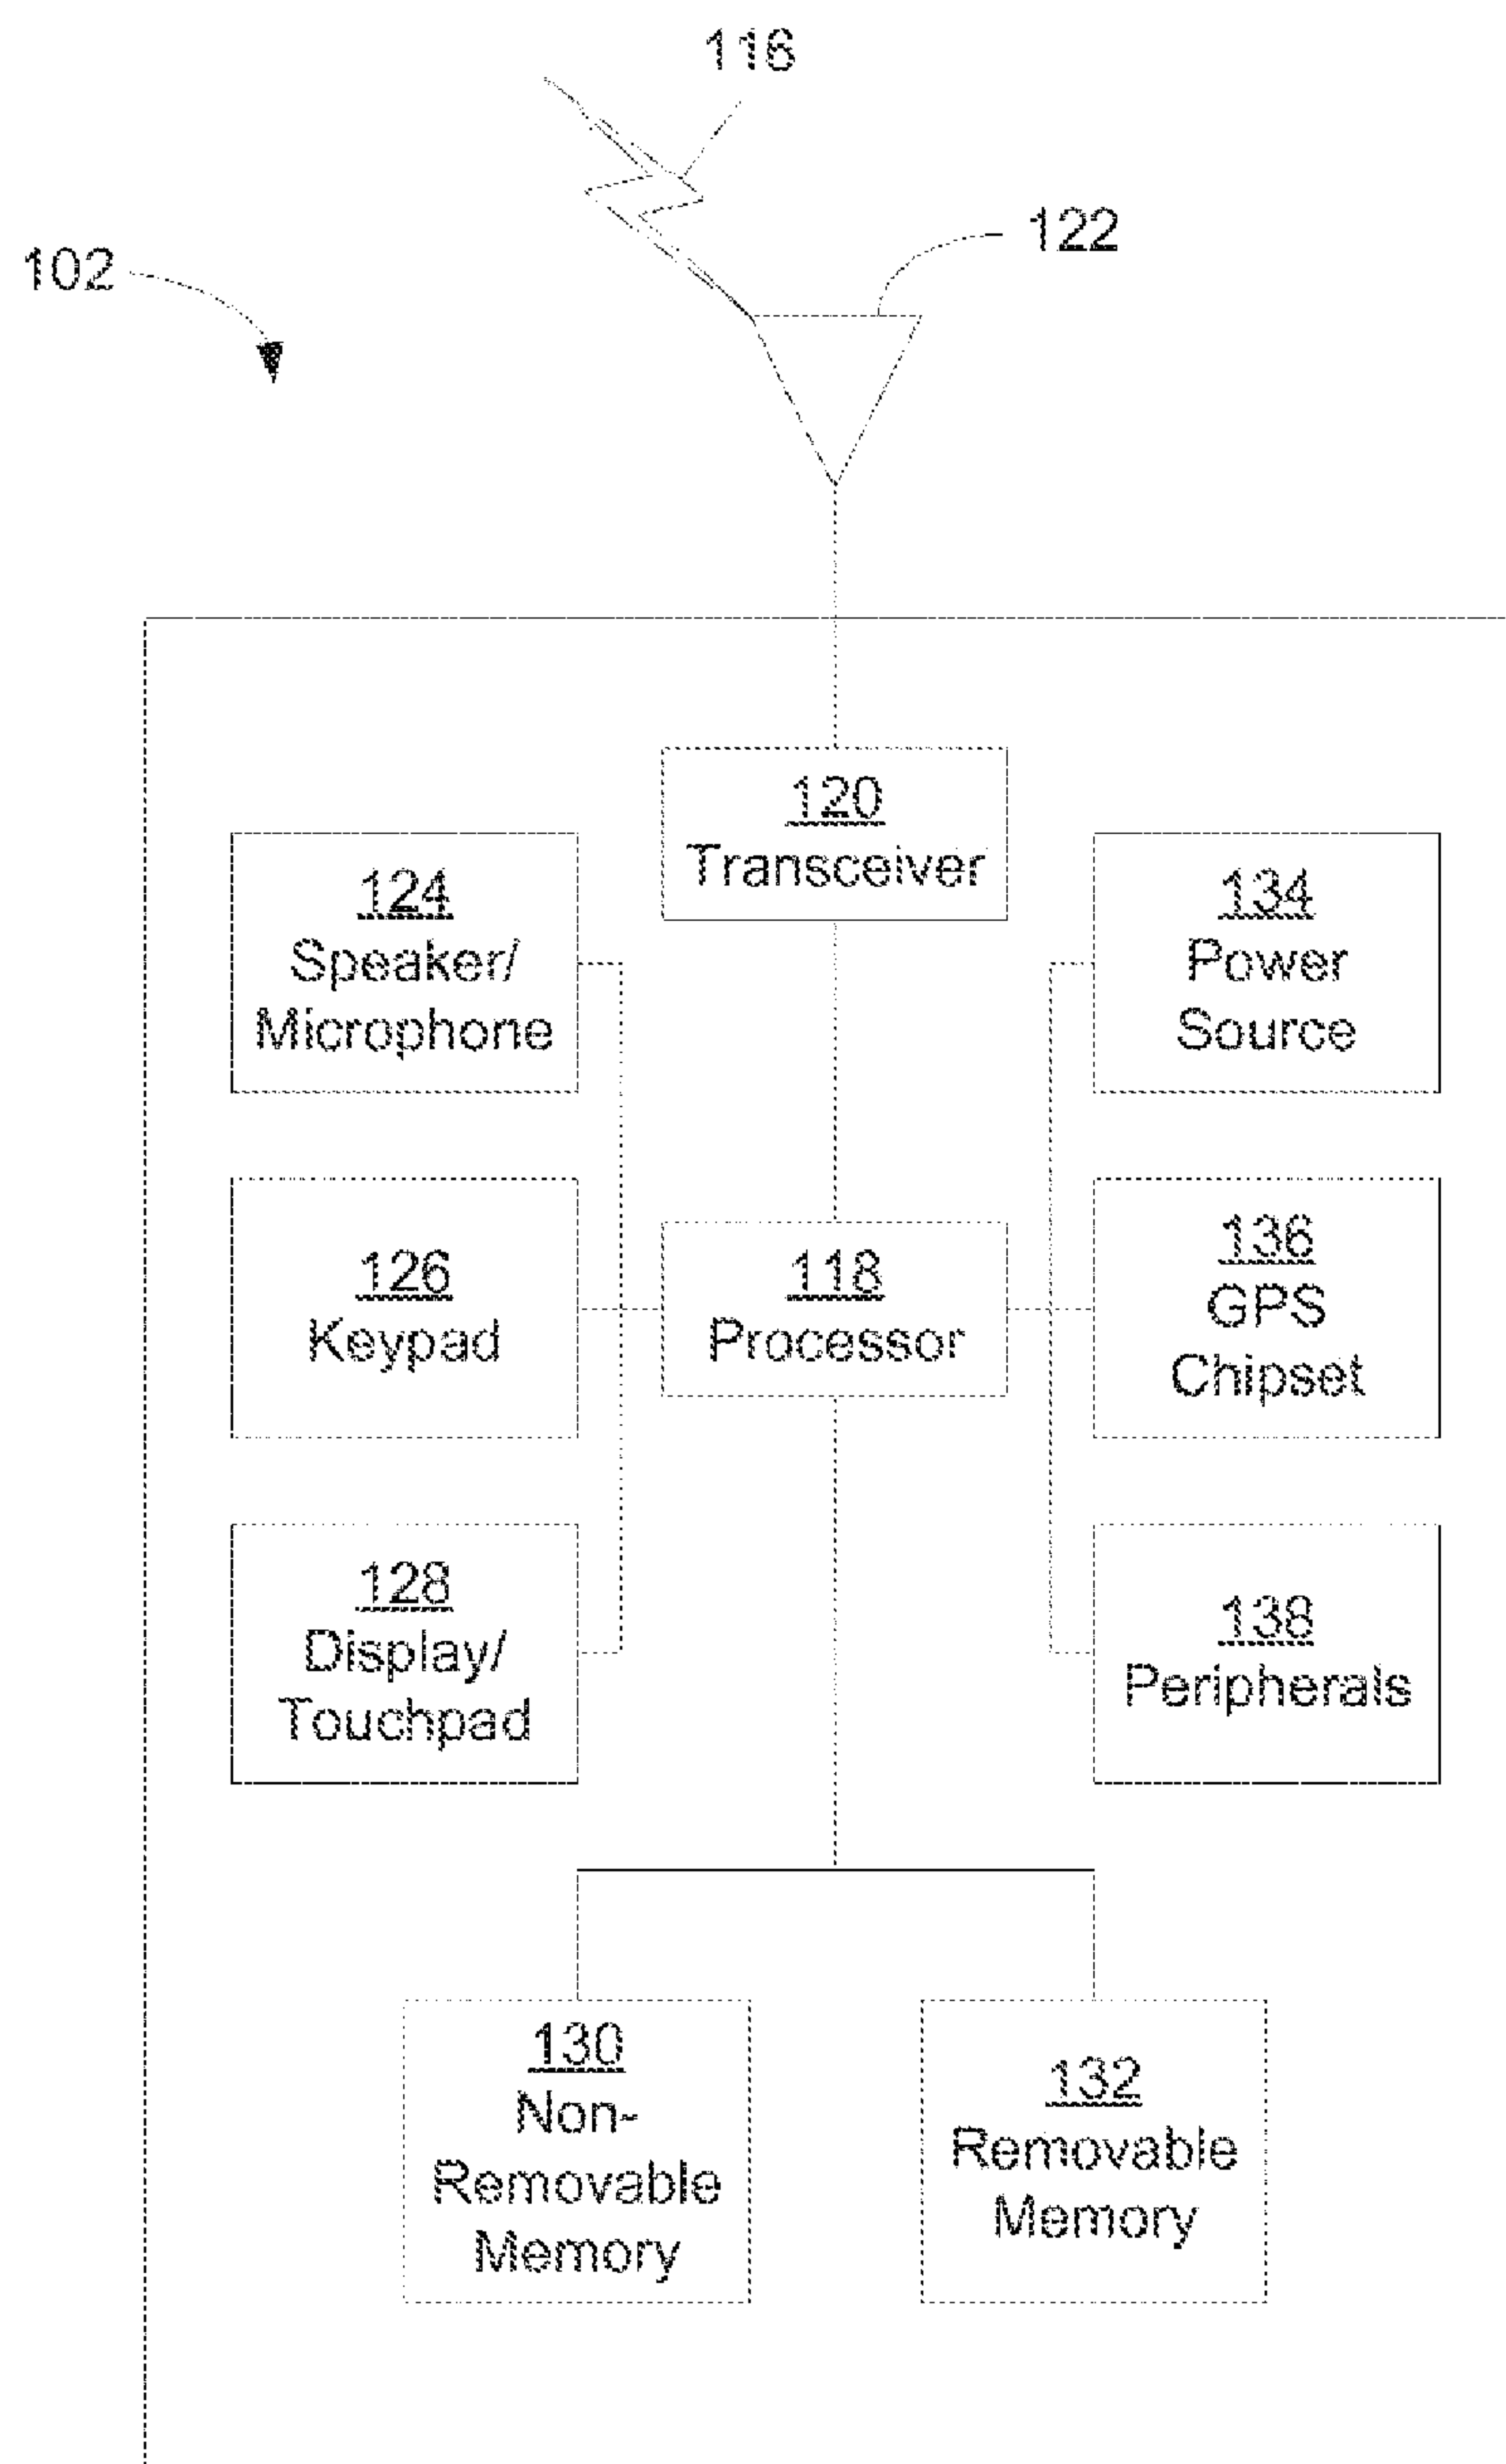 116
122
102
120
Transceiver
124
Speaker/
Microphone
134
Power
Source
126
Keypad
118
Processor
136
GPS
Chipset
128
Display/
Touchpad
138
Peripherals
130
Non-
Removable
Memory
132
Removable
Memory